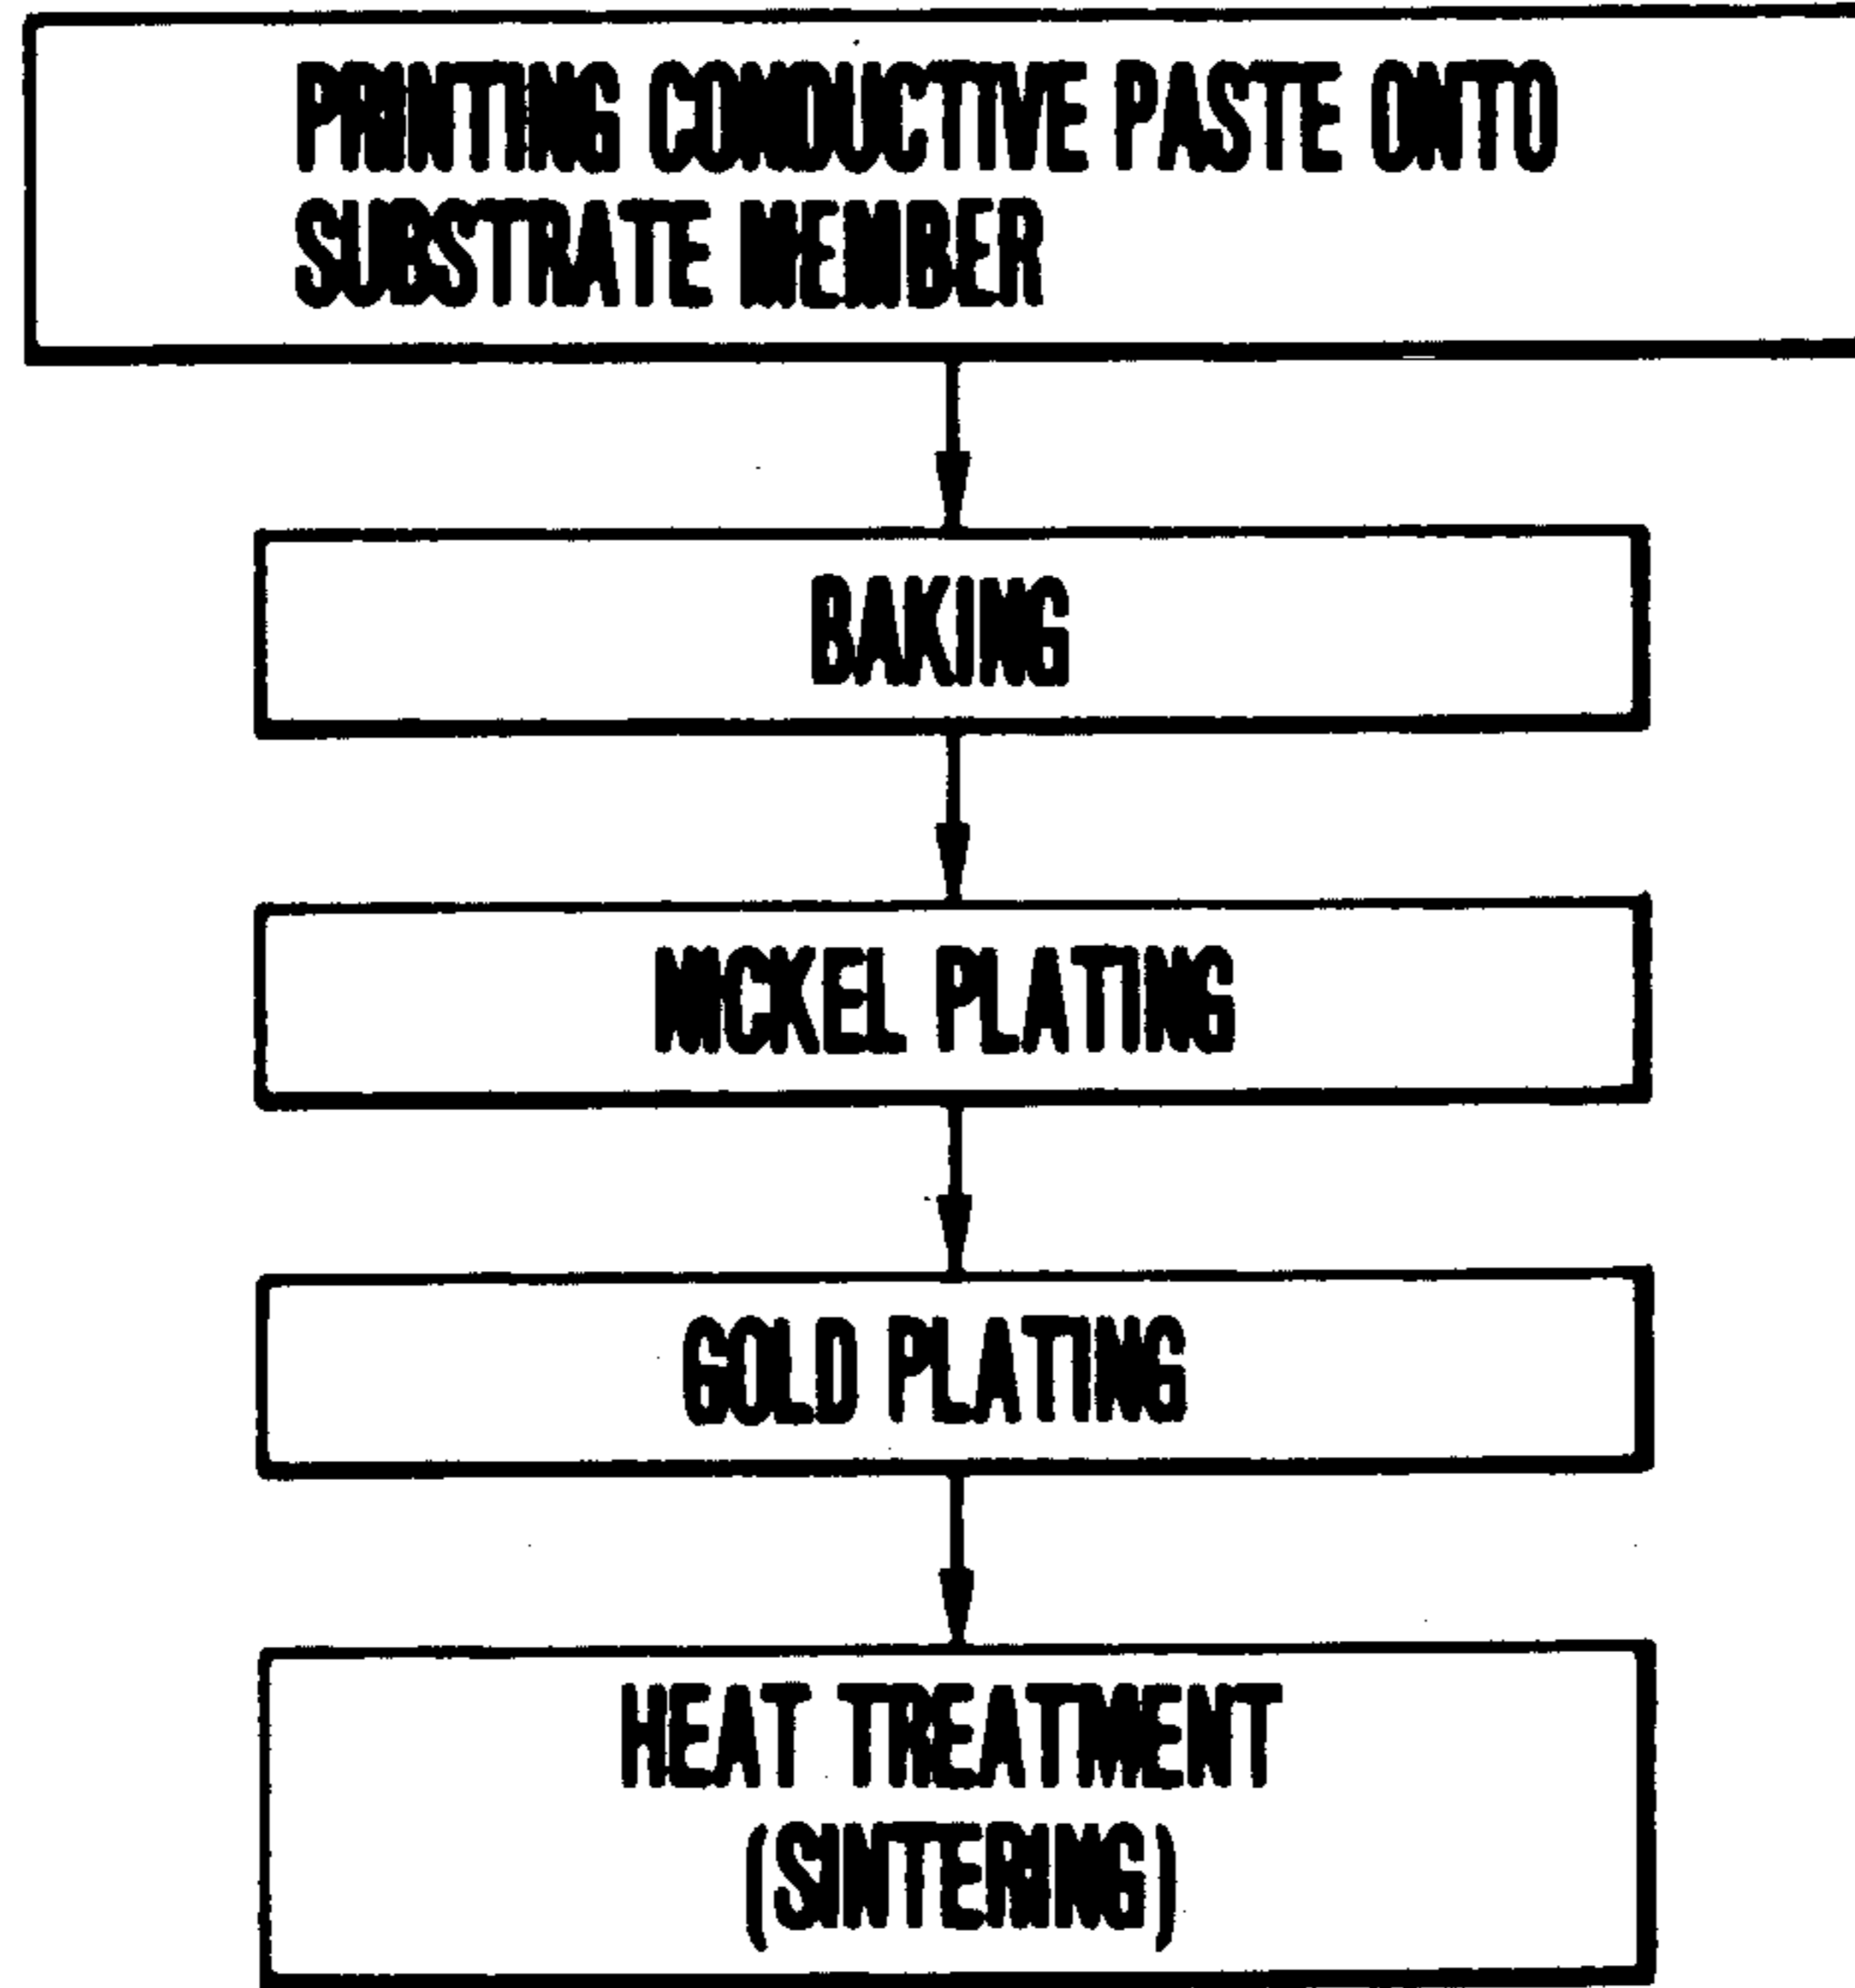 PRINTING CONDUCTIVE PASTE ONTO
SUBSTRATE MEMBER
BAKING
NICKEL PLATING
GOLD PLATING
HEAT TREATMENT
(SINTERING)